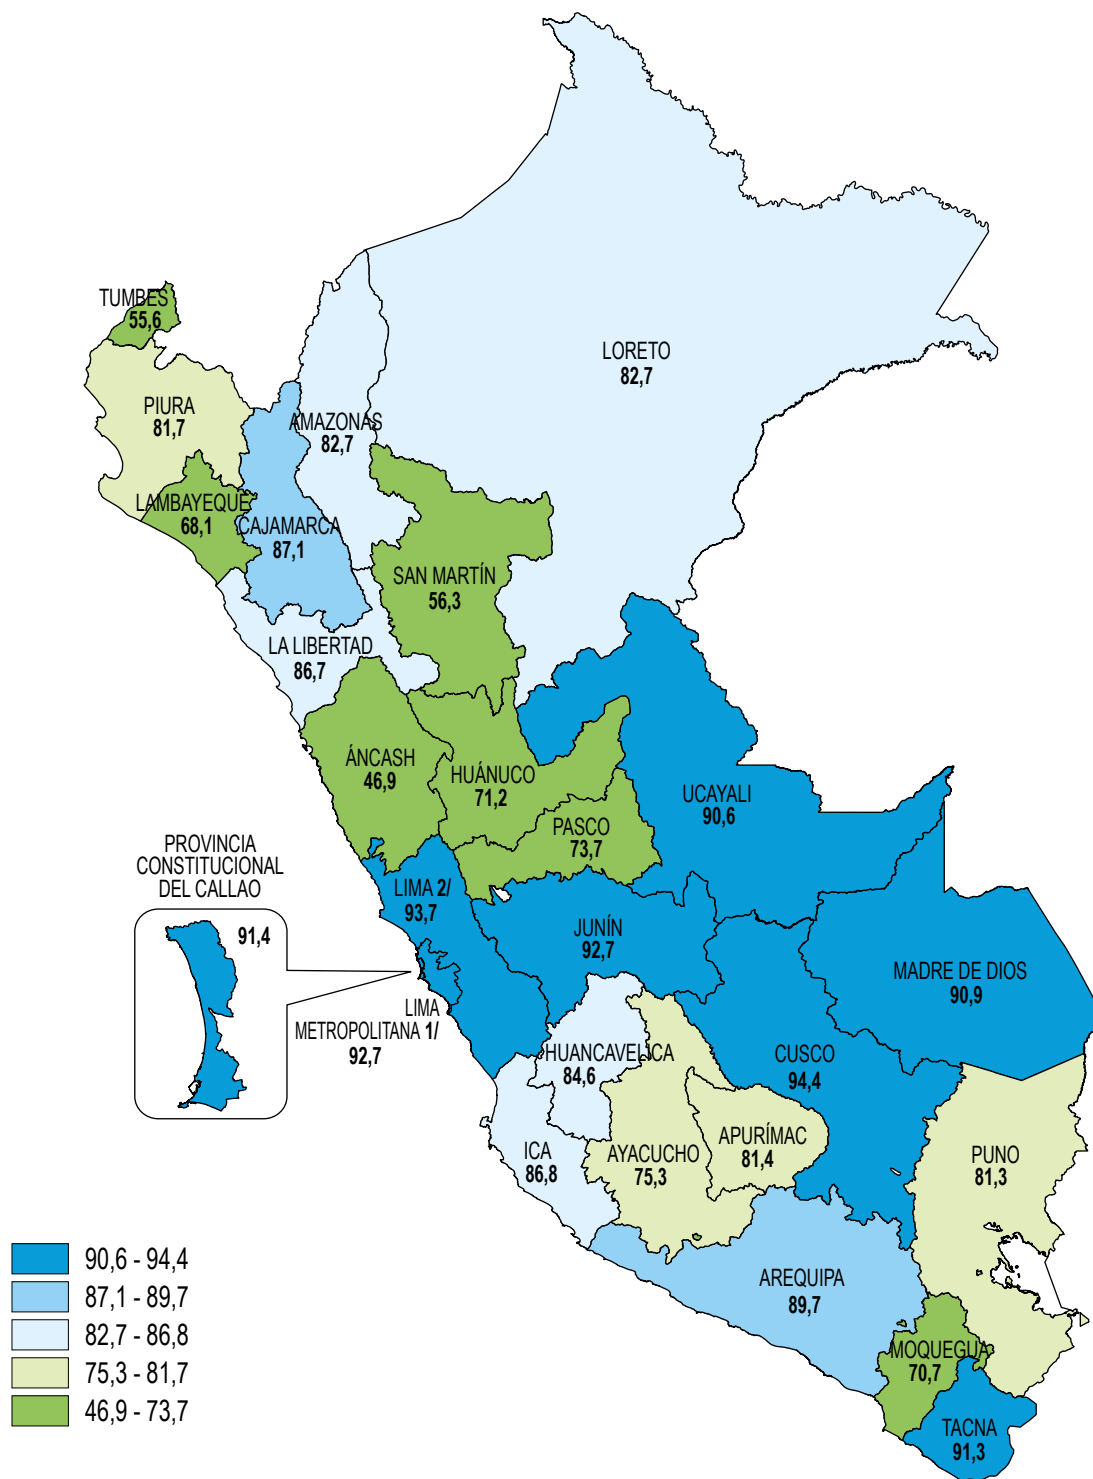 TUMBES
55,6
LORETO
82,7
PIURA
81,7
AMAZONAS
82,7
LAMBAYEQUE
68,1
CAJAMARCA
87,1
SAN MARTÍN
56,3
LA LIBERTAD
86,7
ÁNCASH
46,9
HUÁNUCO
71,2
UCAYALI
90,6
PASCO
73,7
PROVINCIA
CONSTITUCIONAL
DEL CALLAO
91,4
LIMA 2/
93,7
JUNÍN
92,7
MADRE DE DIOS
90,9
LIMA
METROPOLITANA 1/
92,7
HUANCAVELICA
84,6
CUSCO
94,4
ICA
86,8
AYACUCHO
75,3
APURÍMAC
81,4
PUNO
81,3
AREQUIPA
89,7
MOQUEGUA
70,7
TACNA
91,3
90,6 - 94,4
87,1 - 89,7
82,7 - 86,8
75,3 - 81,7
46,9 - 73,7